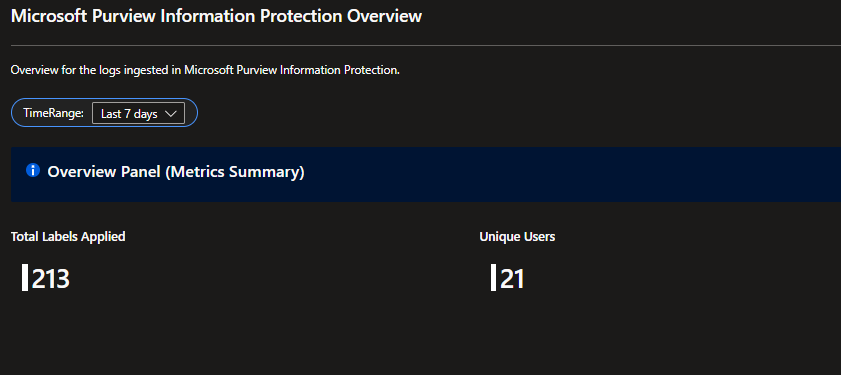 Microsoft Purview Information Protection Overview
Overview for the logs ingested in Microsoft Purview Information Protection.
TimeRange: Last 7 days
Overview Panel (Metrics Summary)
Total Labels Applied
Unique Users
213
21